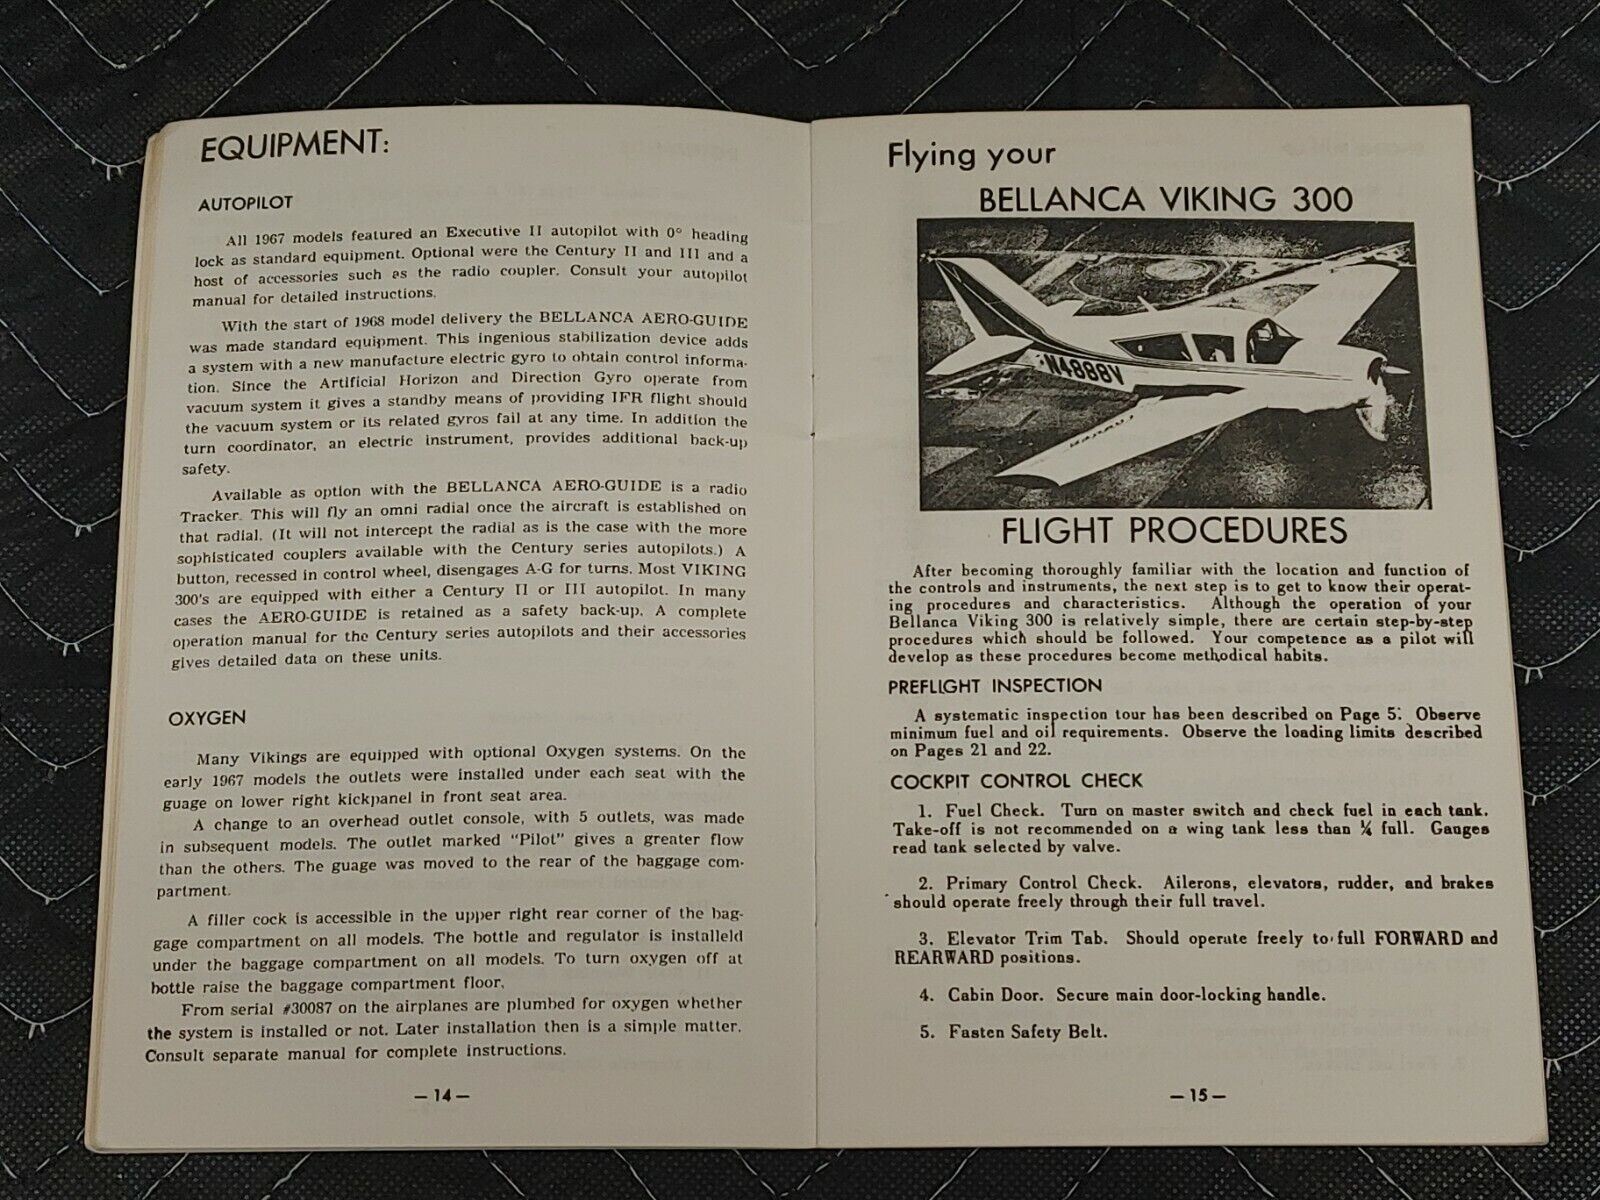 EQUIPMENT:
AUTOPILOT
All 1967 models featured an Executive II autopilot with 0° heading
lock as standard equipment. Optional were the Century II and III and a
host of accessories such as the radio coupler. Consult your autopilot
manual for detailed instructions.
With the start of 1968 model delivery the BELLANCA AERO-GUIDE
was made standard equipment. This ingenious stabilization device adds
a system with a new manufacture electric gyro to obtain control informa-
tion. Since the Artificial Horizon and Direction Gyro operate from
vacuum system it gives a standby means of providing IFR flight should
the vacuum system or its related gyros fail at any time. In addition the
turn coordinator, an electric instrument, provides additional back-up
safety.
Available as option with the BELLANCA AERO-GUIDE is a radio
Tracker. This will fly an omni radial once the aircraft is established on
that radial. (It will not intercept the radial as is the case with the more
sophisticated couplers available with the Century series autopilots.) A
button, recessed in control wheel, disengages A-G for turns. Most VIKING
300's are equipped with either a Century II or III autopilot. In many
cases the AERO-GUIDE is retained as a safety back-up. A complete
operation manual for the Century series autopilots and their accessories
gives detailed data on these units.
OXYGEN
Many Vikings are equipped with optional Oxygen systems. On the
early 1967 models the outlets were installed under each seat with the
guage on lower right kickpanel in front seat area.
A change to an overhead outlet console, with 5 outlets, was made
in subsequent models. The outlet marked "Pilot" gives a greater flow
than the others. The guage was moved to the rear of the baggage com-
partment.
A filler cock is accessible in the upper right rear corner of the bag-
gage compartment on all models. The bottle and regulator is installeld
under the baggage compartment on all models. To turn oxygen off at
bottle raise the baggage compartment floor.
From serial #30087 on the airplanes are plumbed for oxygen whether
the system is installed or not. Later installation then is a simple matter.
Consult separate manual for complete instructions.
— 14 —
Flying your
BELLANCA VIKING 300
N4888V
FLIGHT PROCEDURES
After becoming thoroughly familiar with the location and function of
the controls and instruments, the next step is to get to know their operat-
ing procedures and characteristics. Although the operation of your
Bellanca Viking 300 is relatively simple, there are certain step-by-step
procedures which should be followed. Your competence as a pilot will
develop as these procedures become methodical habits.
PREFLIGHT INSPECTION
A systematic inspection tour has been described on Page 5. Observe
minimum fuel and oil requirements. Observe the loading limits described
on Pages 21 and 22.
COCKPIT CONTROL CHECK
1. Fuel Check. Turn on master switch and check fuel in each tank.
Take-off is not recommended on a wing tank less than ¼ full. Gauges
read tank selected by valve.
2. Primary Control Check. Ailerons, elevators, rudder, and brakes
should operate freely through their full travel.
3. Elevator Trim Tab. Should operate freely to full FORWARD and
REARWARD positions.
4. Cabin Door. Secure main door-locking handle.
5. Fasten Safety Belt.
— 15 —